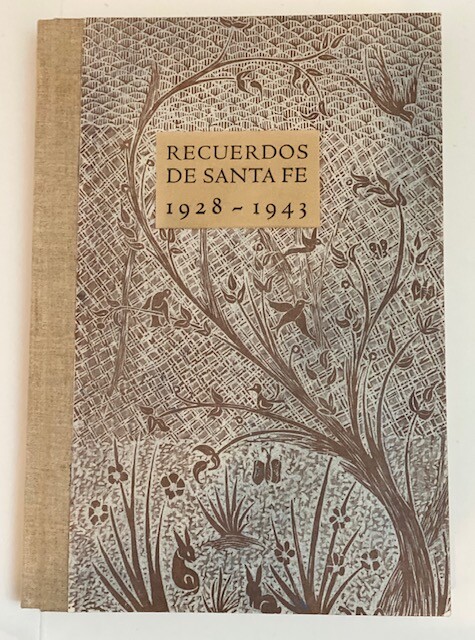 RECUERDOS
DE SANTA FE
1928 ~ 1943